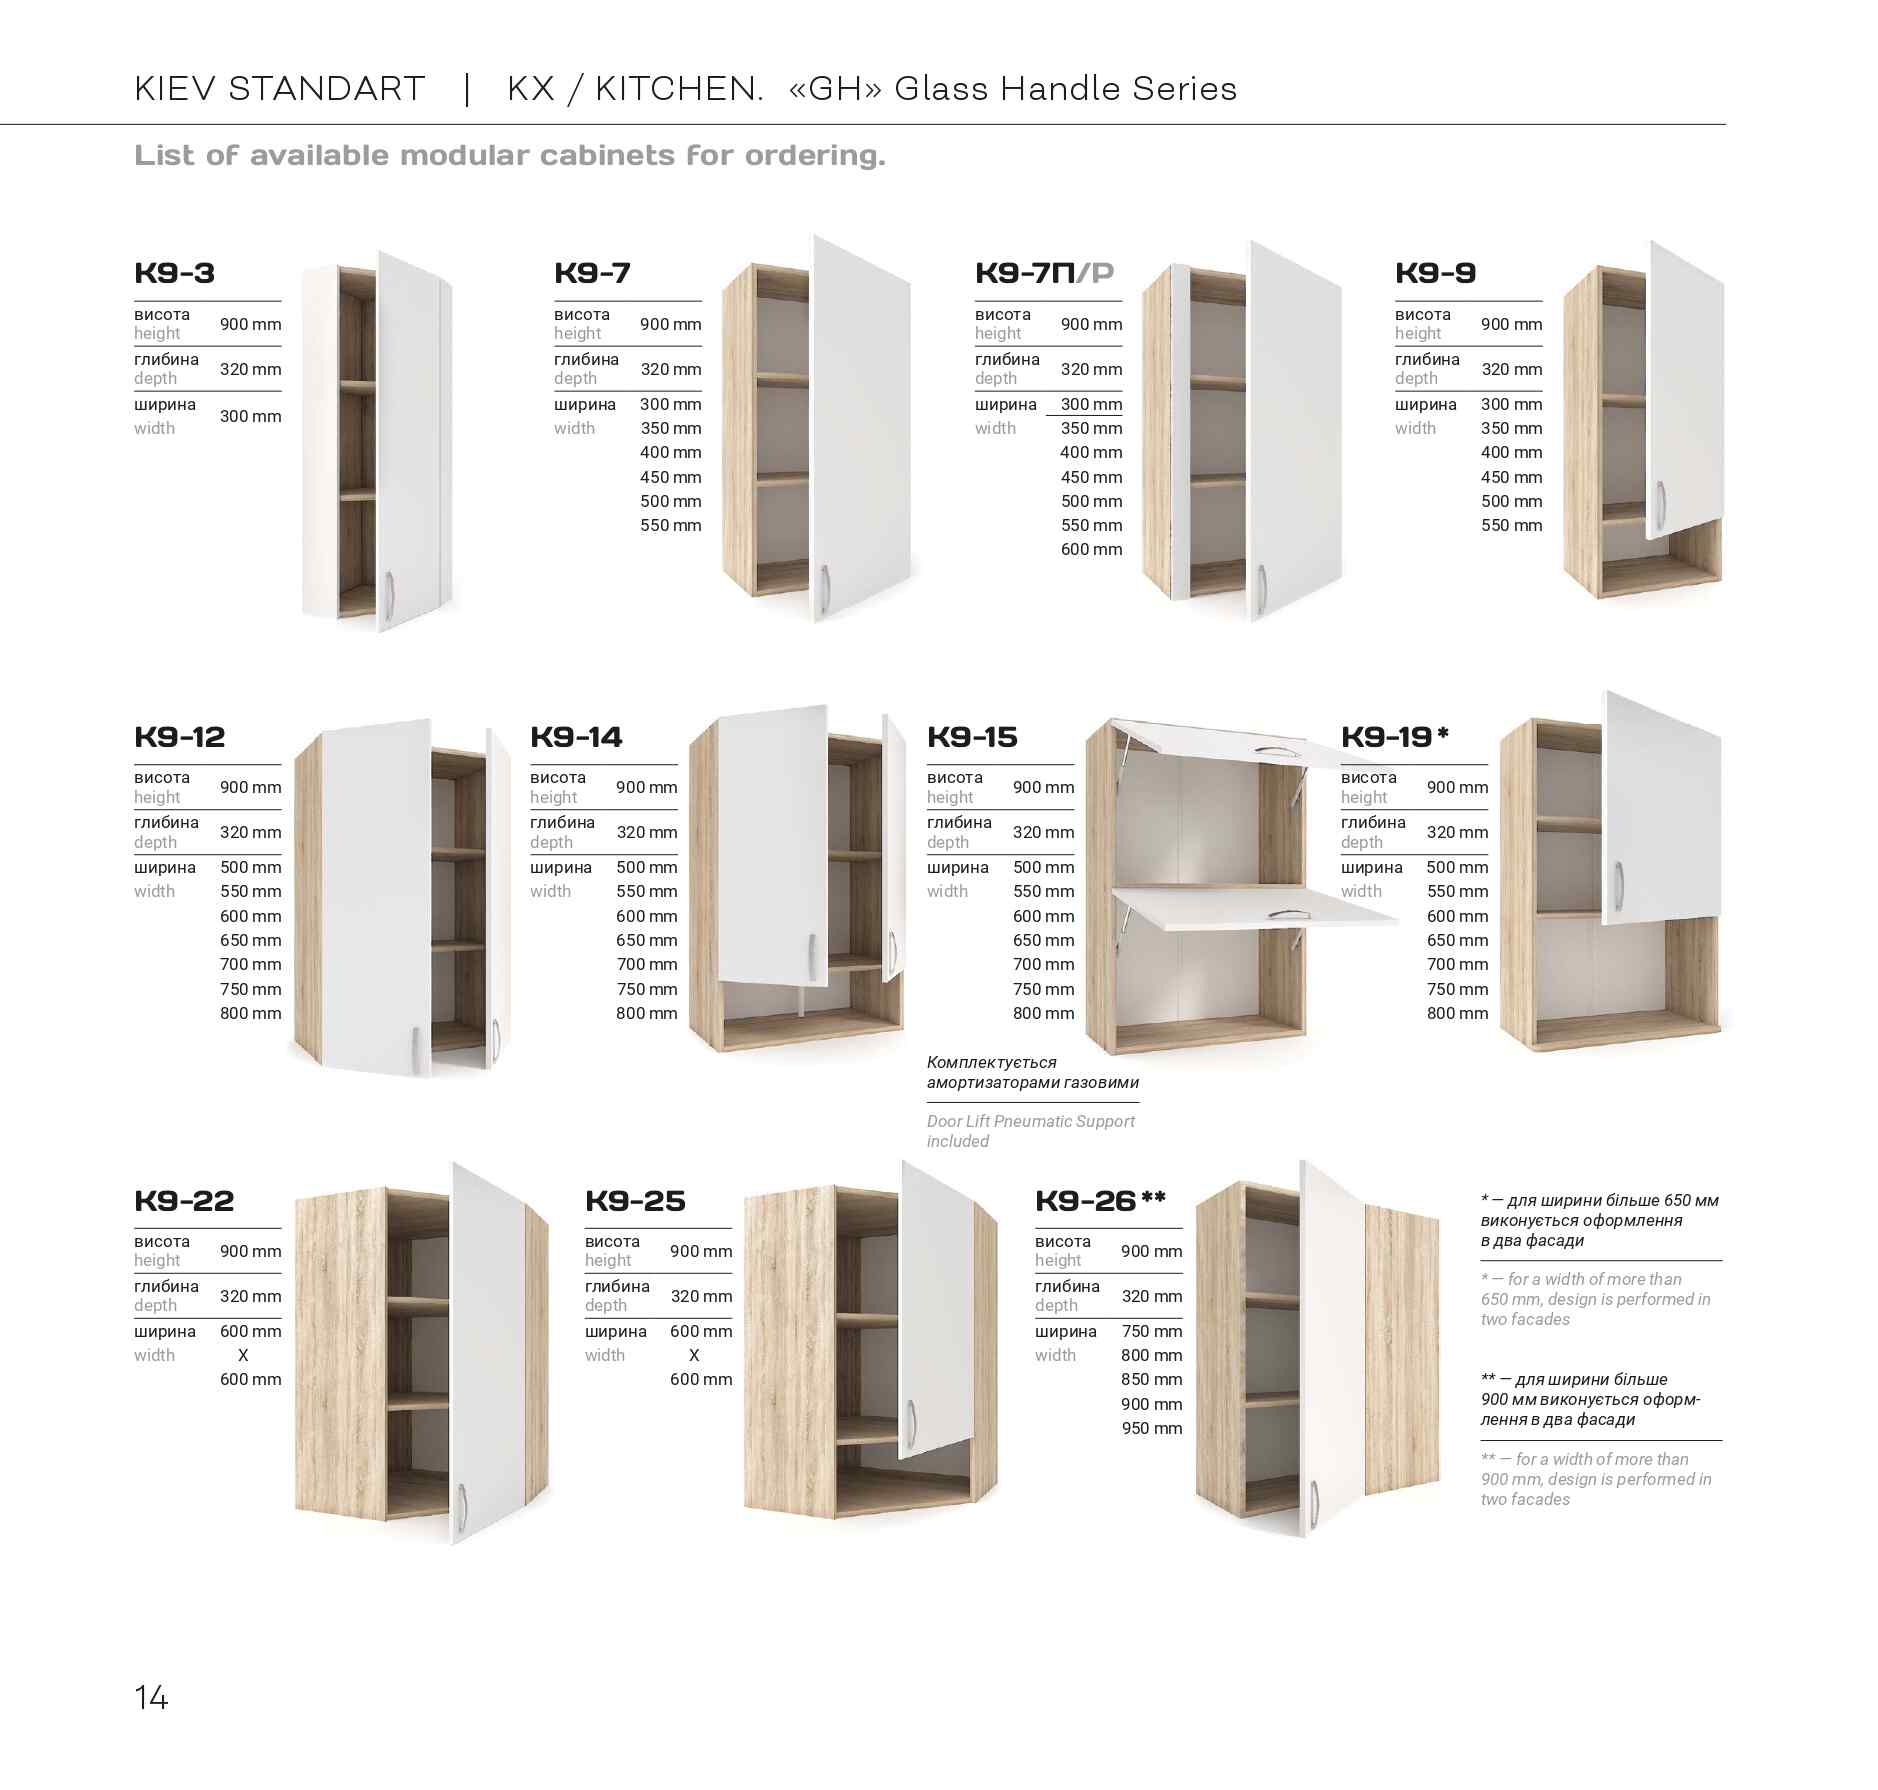 KIEV STANDART | KX / KITCHEN. «GH» Glass Handle Series
List of available modular cabinets for ordering.
К9-3
висота
height
900 mm
глибина
depth
320 mm
ширина
width
300 mm
К9-7
висота
height
900 mm
глибина
depth
320 mm
ширина
width
300 mm
350 mm
400 mm
450 mm
500 mm
550 mm
К9-7П/Р
висота
height
900 mm
глибина
depth
320 mm
ширина
width
300 mm
350 mm
400 mm
450 mm
500 mm
550 mm
600 mm
К9-9
висота
height
900 mm
глибина
depth
320 mm
ширина
width
300 mm
350 mm
400 mm
450 mm
500 mm
550 mm
К9-12
висота
height
900 mm
глибина
depth
320 mm
ширина
width
500 mm
550 mm
600 mm
650 mm
700 mm
750 mm
800 mm
К9-14
висота
height
900 mm
глибина
depth
320 mm
ширина
width
500 mm
550 mm
600 mm
650 mm
700 mm
750 mm
800 mm
К9-15
висота
height
900 mm
глибина
depth
320 mm
ширина
width
500 mm
550 mm
600 mm
650 mm
700 mm
750 mm
800 mm
Комплектується
амортизаторами газовими
Door Lift Pneumatic Support
included
К9-19*
висота
height
900 mm
глибина
depth
320 mm
ширина
width
500 mm
550 mm
600 mm
650 mm
700 mm
750 mm
800 mm
К9-22
висота
height
900 mm
глибина
depth
320 mm
ширина
width
600 mm
X
600 mm
К9-25
висота
height
900 mm
глибина
depth
320 mm
ширина
width
600 mm
X
600 mm
К9-26**
висота
height
900 mm
глибина
depth
320 mm
ширина
width
750 mm
800 mm
850 mm
900 mm
950 mm
* — для ширини більше 650 мм
виконується оформлення
в два фасади
* — for a width of more than
650 mm, design is performed in
two facades
** — для ширини більше
900 мм виконується оформ-
лення в два фасади
** — for a width of more than
900 mm, design is performed in
two facades
14